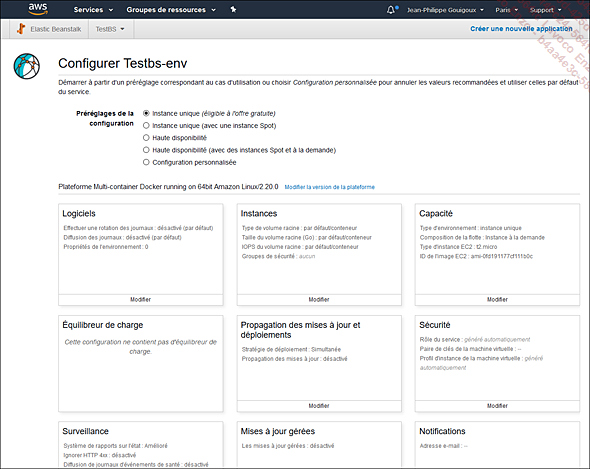 aws Services Groupes de ressources Jean-Philippe Gouigoux Paris Support
Elastic Beanstalk TestBS Créer une nouvelle application
Configurer Testbs-env
Démarrer à partir d'un préréglage correspondant au cas d'utilisation ou choisir Configuration personnalisée pour annuler les valeurs recommandées et utiliser celles par défaut
du service.
Préréglages de la
configuration
Instance unique (éligible à l'offre gratuite)
Instance unique (avec une instance Spot)
Haute disponibilité
Haute disponibilité (avec des instances Spot et à la demande)
Configuration personnalisée
Plateforme Multi-container Docker running on 64bit Amazon Linux/2.20.0 Modifier la version de la plateforme
Logiciels
Effectuer une rotation des journaux : désactivé (par défaut)
Diffusion des journaux : désactivé (par défaut)
Propriétés de l'environnement : 0
Modifier
Instances
Type de volume racine : par défaut/conteneur
Taille du volume racine (Go) : par défaut/conteneur
IOPS du volume racine : par défaut/conteneur
Groupes de sécurité : aucun
Modifier
Capacité
Type d'environnement : instance unique
Composition de la flotte : Instance à la demande
Type d'instance EC2 : t2.micro
ID de l'image EC2 : ami-0fd191177cf111b0c
Modifier
Équilibreur de charge
Cette configuration ne contient pas d'équilibreur de
charge.
Propagation des mises à jour et
déploiements
Stratégie de déploiement : Simultanée
Propagation des mises à jour : désactivé
Modifier
Sécurité
Rôle du service : généré automatiquement
Paire de clés de la machine virtuelle : --
Profil d'instance de la machine virtuelle : généré
automatiquement
Modifier
Surveillance
Système de rapports sur l'état : Amélioré
Ignorer HTTP 4xx : désactivé
Diffusion de journaux d'événements de santé : désactivé
Mises à jour gérées
Les mises à jour gérées : désactivé
Notifications
Adresse e-mail : --